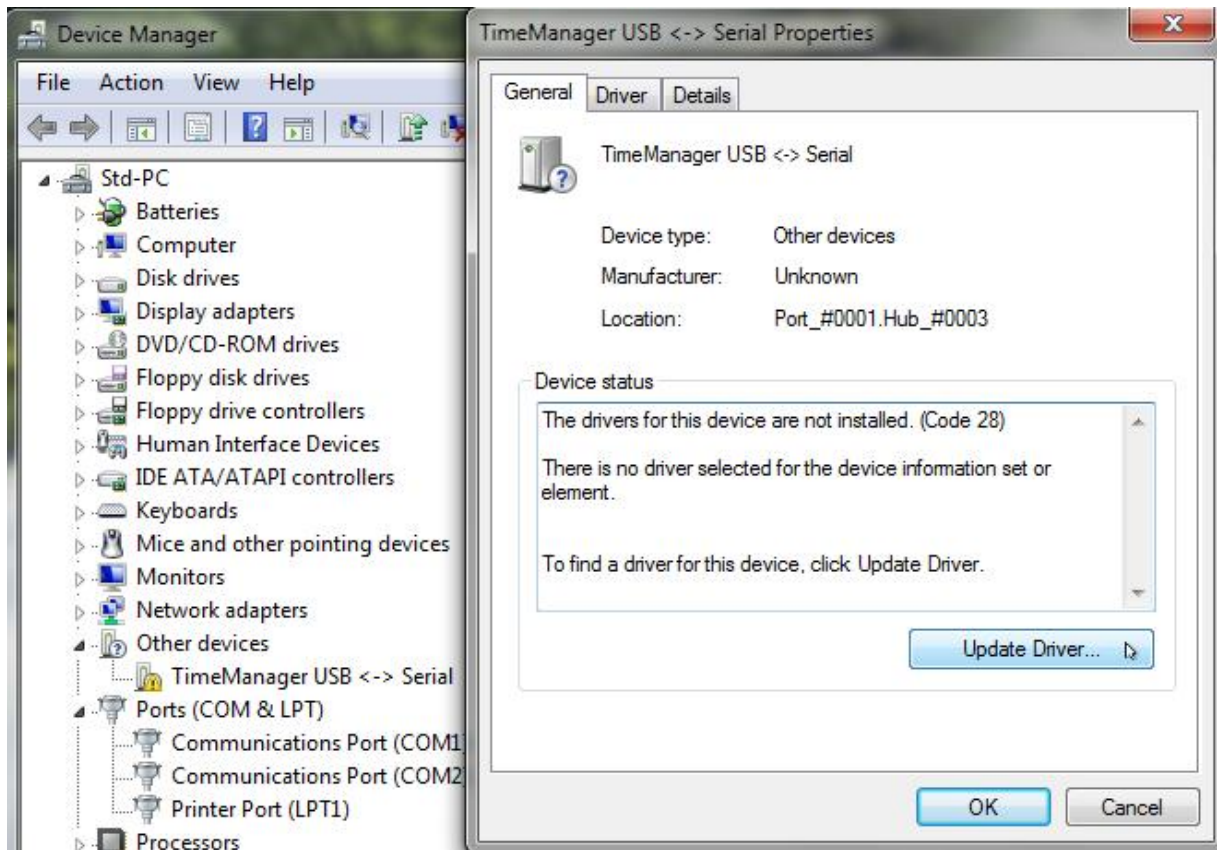 Device Manager
File Action View Help
Std-PC
Batteries
Computer
Disk drives
Display adapters
DVD/CD-ROM drives
Floppy disk drives
Floppy drive controllers
Human Interface Devices
IDE ATA/ATAPI controllers
Keyboards
Mice and other pointing devices
Monitors
Network adapters
Other devices
TimeManager USB <-> Serial
Ports (COM & LPT)
Communications Port (COM1
Communications Port (COM2
Printer Port (LPT1)
Processors
TimeManager USB <-> Serial Properties
General Driver Details
TimeManager USB <-> Serial
Device type: Other devices
Manufacturer: Unknown
Location: Port_#0001.Hub_#0003
Device status
The drivers for this device are not installed. (Code 28)
There is no driver selected for the device information set or
element.
To find a driver for this device, click Update Driver.
Update Driver...
OK Cancel